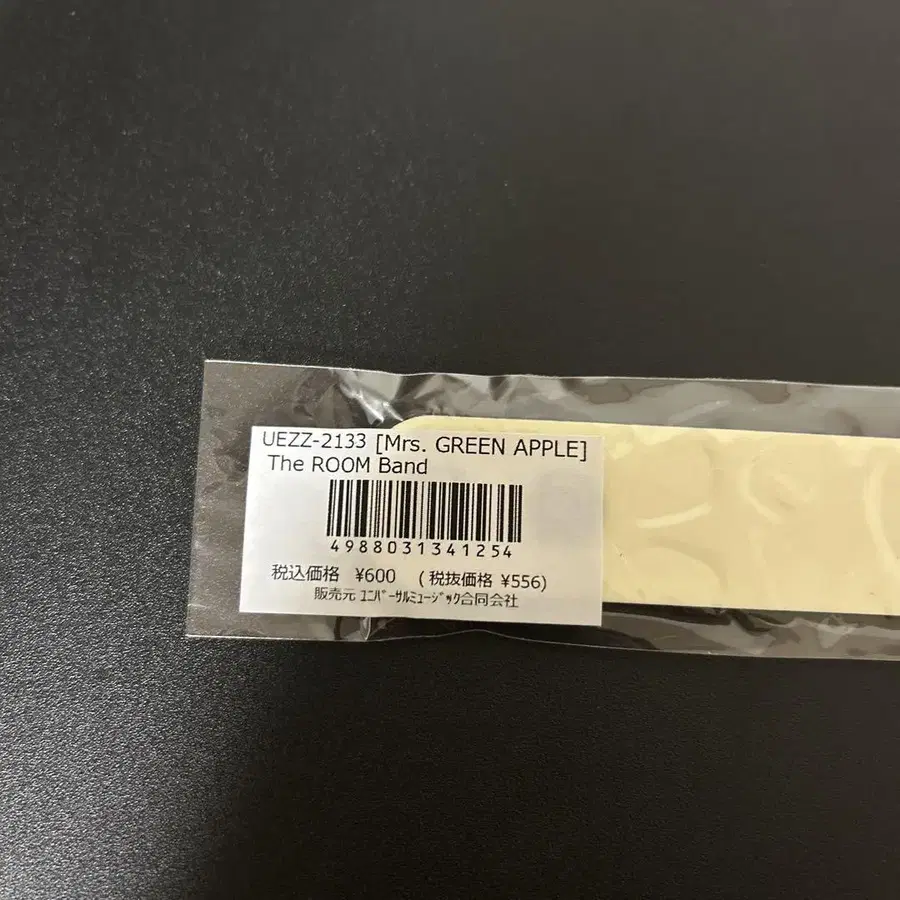 UEZZ-2133 [Mrs. GREEN APPLE]
The ROOM Band
4988031341254
税込価格 ¥600 (税抜価格 ¥556)
販売元 ﾕﾆﾊﾞｰｻﾙﾐｭｰｼﾞｯｸ合同会社